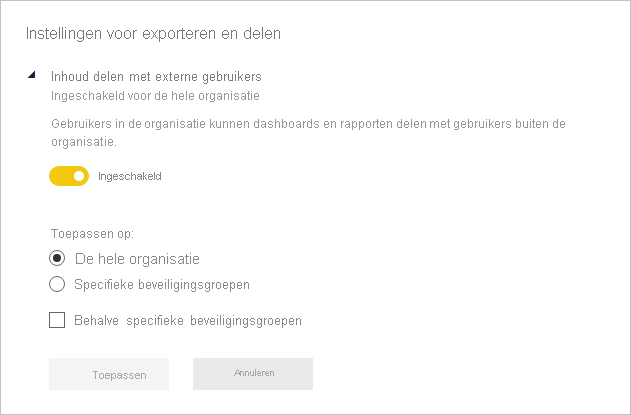 Instellingen voor exporteren en delen
Inhoud delen met externe gebruikers
Ingeschakeld voor de hele organisatie
Gebruikers in de organisatie kunnen dashboards en rapporten delen met gebruikers buiten de
organisatie.
Ingeschakeld
Toepassen op:
De hele organisatie
Specifieke beveiligingsgroepen
Behalve specifieke beveiligingsgroepen
Toepassen
Annuleren